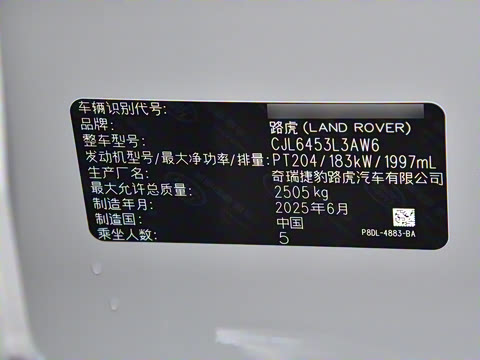 车辆识别代号:
品牌: 路虎 (LAND ROVER)
整车型号: CJL6453L3AW6
发动机型号/最大净功率/排量: PT204/183kW/1997mL
生产厂名: 奇瑞捷豹路虎汽车有限公司
最大允许总质量: 2505kg
制造年月: 2025年6月
制造国: 中国
乘坐人数: 5
P8DL-4883-BA